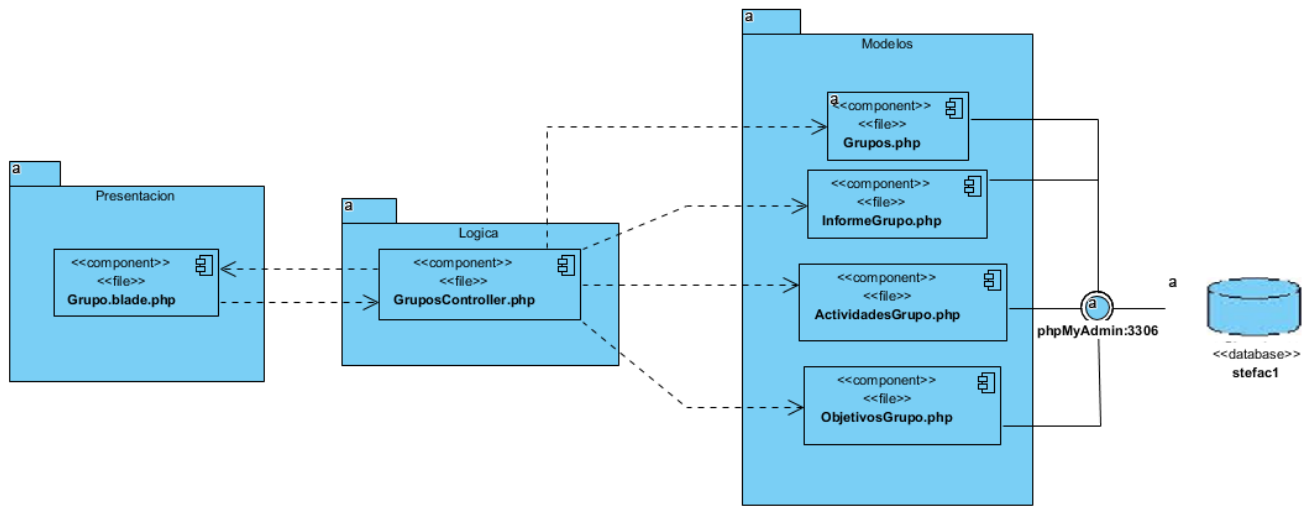 a
Presentacion
<<component>>
<<file>>
Grupo.blade.php
a
Logica
<<component>>
<<file>>
GruposController.php
a
Modelos
a
<<component>>
<<file>>
Grupos.php
<<component>>
<<file>>
InformeGrupo.php
<<component>>
<<file>>
ActividadesGrupo.php
<<component>>
<<file>>
ObjetivosGrupo.php
a
phpMyAdmin:3306
a
<<database>>
stefac1